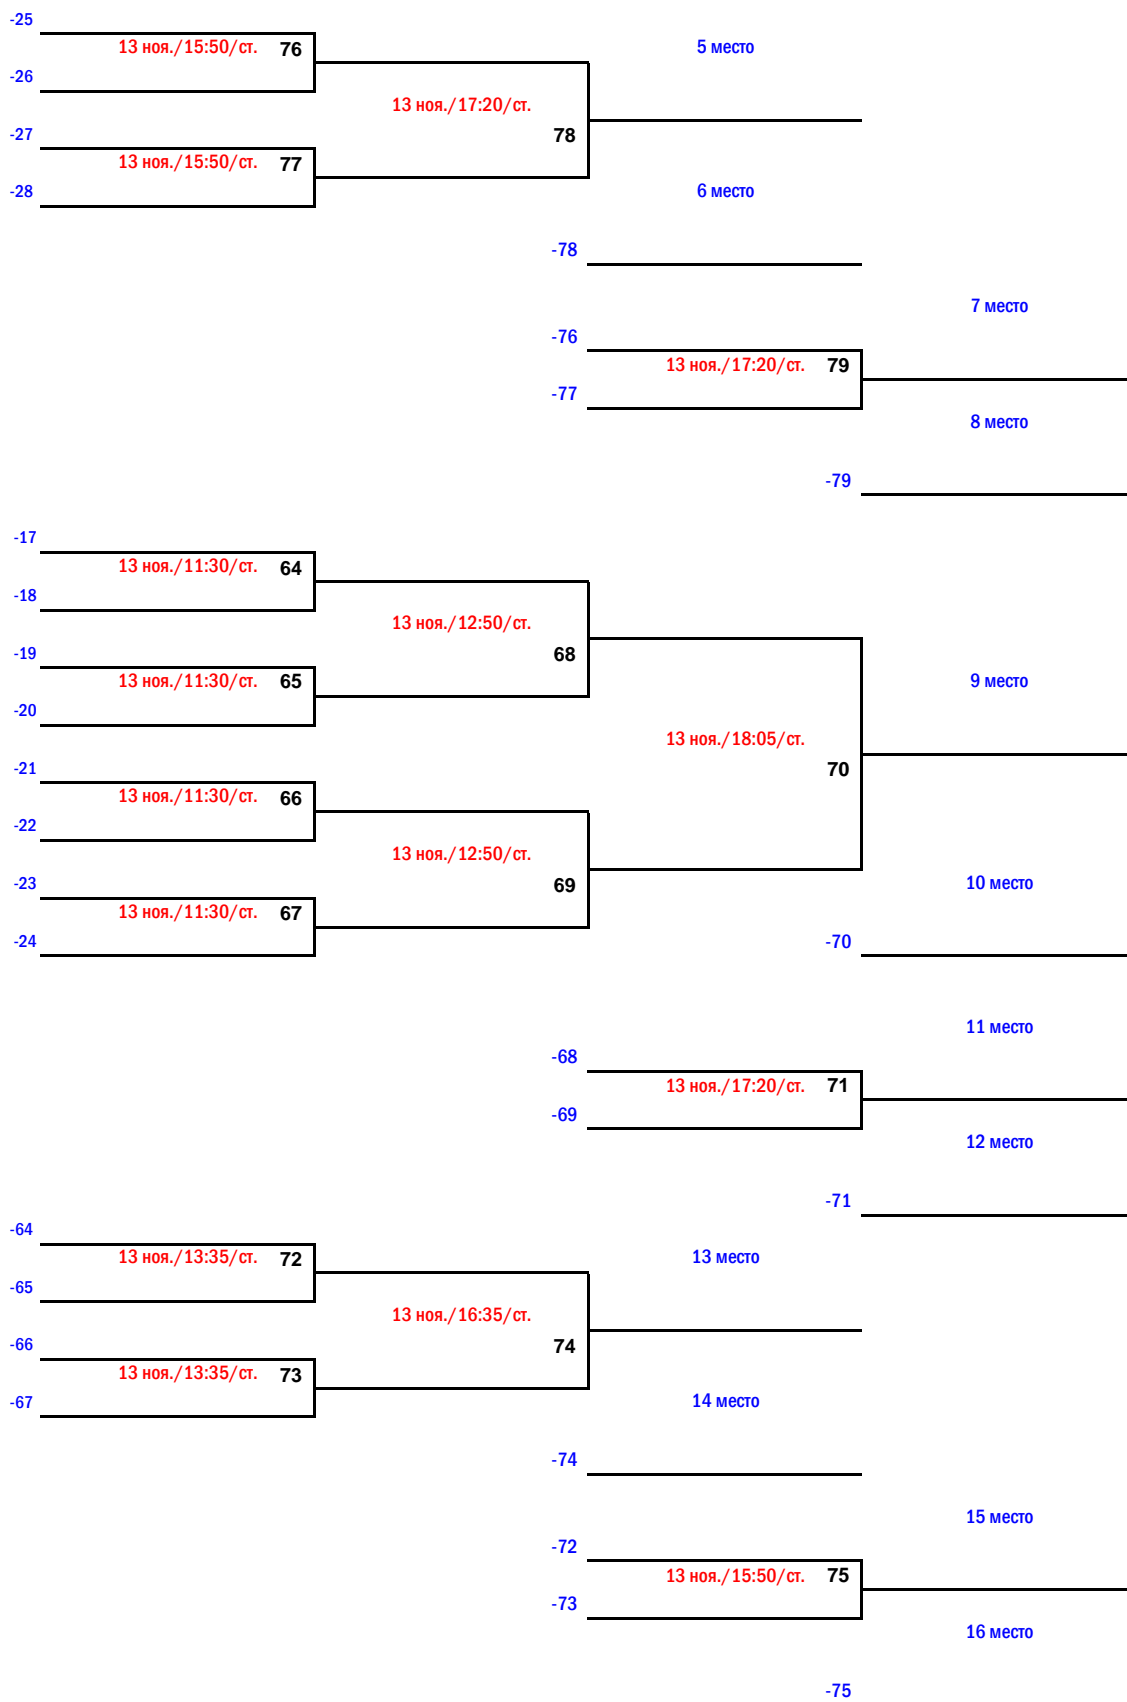 -25
13 ноя./15:50/ст. 76
5 место
-26
13 ноя./17:20/ст.
-27
78
13 ноя./15:50/ст. 77
-28
6 место
-78
7 место
-76
13 ноя./17:20/ст. 79
-77
8 место
-79
-17
13 ноя./11:30/ст. 64
-18
13 ноя./12:50/ст.
-19
68
13 ноя./11:30/ст. 65
9 место
-20
13 ноя./18:05/ст.
-21
70
13 ноя./11:30/ст. 66
-22
13 ноя./12:50/ст.
-23
69
10 место
13 ноя./11:30/ст. 67
-24
-70
11 место
-68
13 ноя./17:20/ст. 71
-69
12 место
-71
-64
13 ноя./13:35/ст. 72
13 место
-65
13 ноя./16:35/ст.
-66
74
13 ноя./13:35/ст. 73
-67
14 место
-74
15 место
-72
13 ноя./15:50/ст. 75
-73
16 место
-75